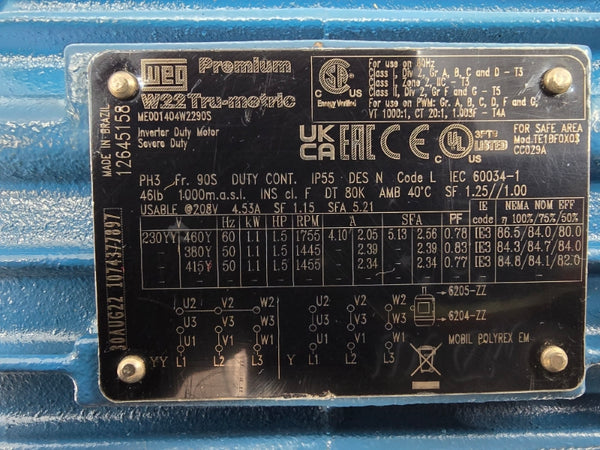 WEG Premium
W22 Tru-metric
ME001404W2290S
Inverter Duty Motor
Severe Duty
MADE IN BRAZIL
12645158
30AUG22 1074377897
C US
Energy Verified
For use on 60Hz
Class I, Div 2, Gr. A, B, C and D - T3
Class I, Zone 2, IIC - T3
Class II, Div 2, Gr F and G - T5
For use on PWM: Gr A, B, C, D, F and G;
VT 1000:1, CT 20:1, 1.00SF - T4A
UK
CA
EAC
CE
C UL US
LISTED
FOR SAFE AREA
Mod.TE1BF0X03
CC029A
PH3 Fr. 90S DUTY CONT. IP55 DES N Code L IEC 60034-1
46lb 1000m.a.s.l. INS cl. F DT 80K AMB 40°C SF 1.25//1.00
USABLE @208V 4.53A SF 1.15 SFA 5.21
V Hz kW HP RPM A SFA PF IE code NEMA NOM EFF η 100%/75%/50%
230YY 460Y 60 1.1 1.5 1755 4.10 2.05 5.13 2.56 0.78 IE3 86.5/84.0/80.0
- 380Y 50 1.1 1.5 1445 - 2.39 - 2.39 0.83 IE3 84.3/84.7/84.0
- 415Y 50 1.1 1.5 1455 - 2.34 - 2.34 0.77 IE3 84.8/84.1/82.0
U2 V2 W2
U3 V3 W3
U1 V1 W1
YY L1 L2 L3
U2 V2 W2
U3 V3 W3
U1 V1 W1
Y L1 L2 L3
6205-ZZ
6204-ZZ
MOBIL POLYREX EM